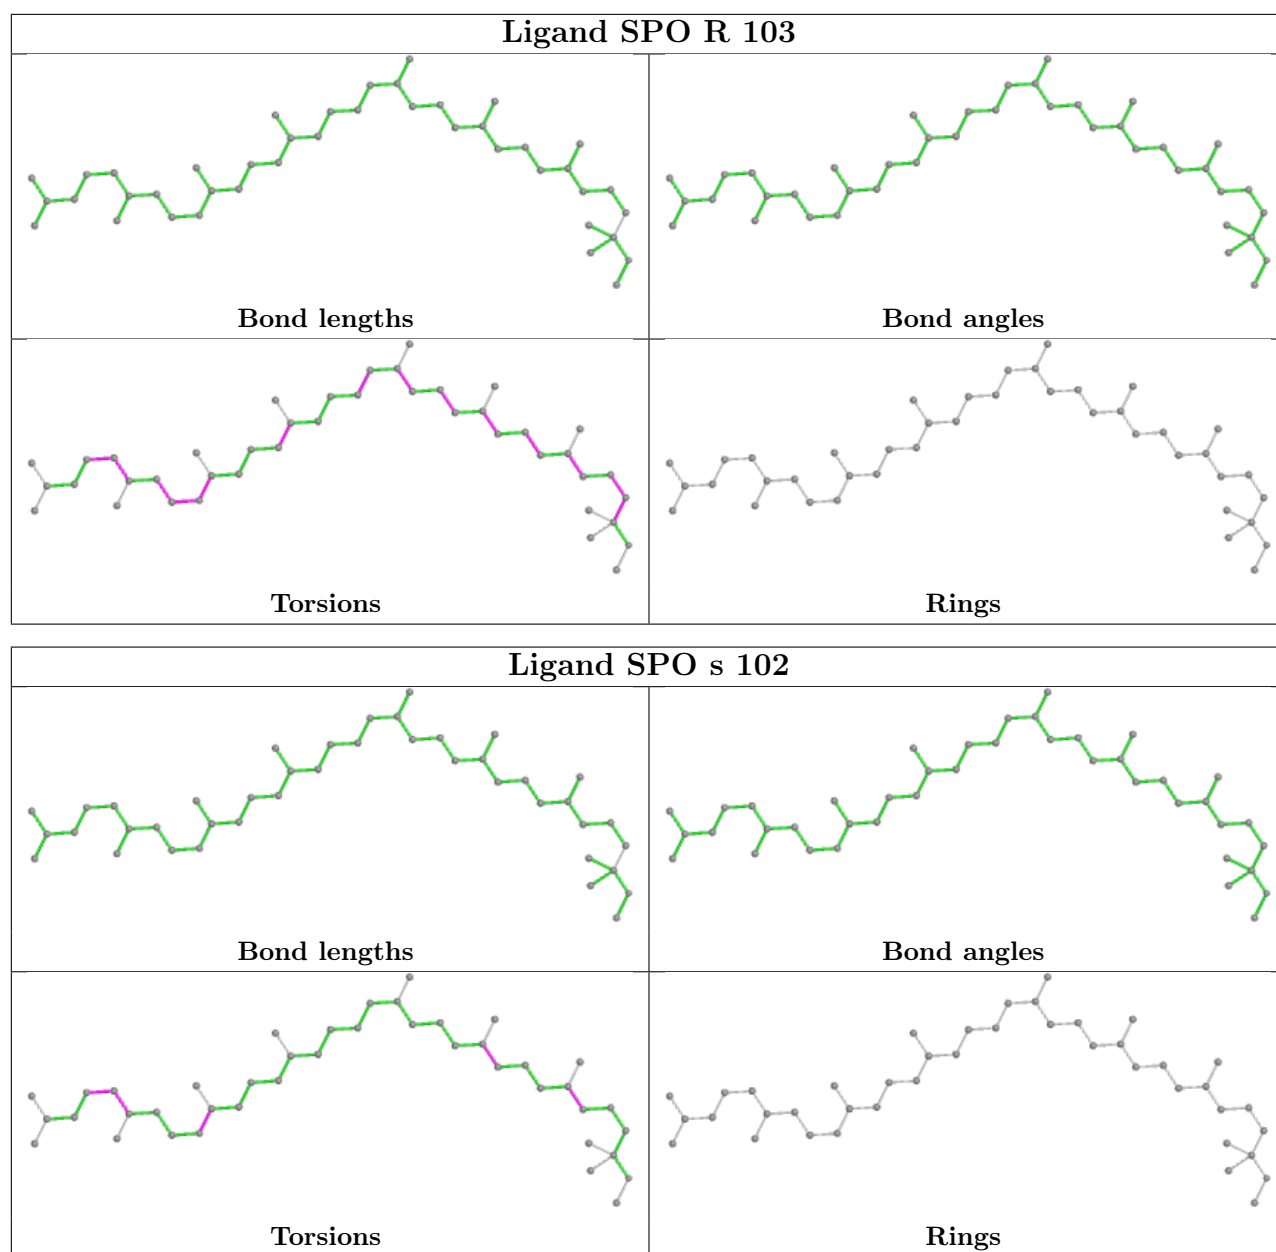 Ligand SPO R 103
Bond lengths
Bond angles
Torsions
Rings
Ligand SPO s 102
Bond lengths
Bond angles
Torsions
Rings